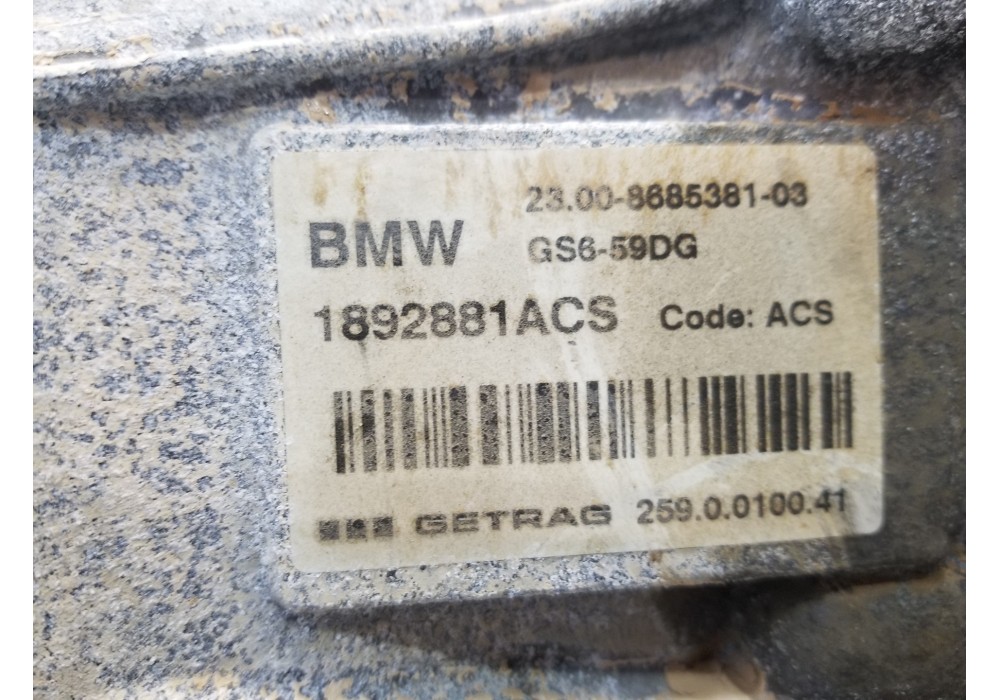 23.00-8685381-03
BMW GS6-59DG
1892881ACS Code: ACS
GETRAG 259.0.0100.41